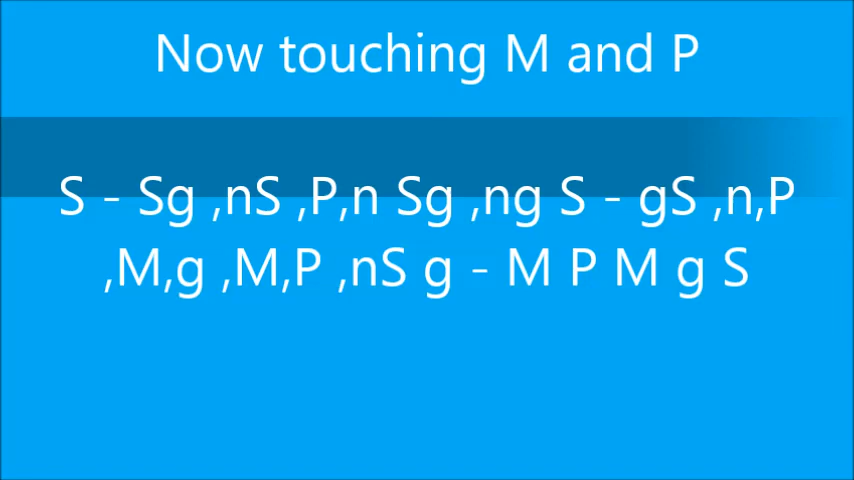 Now touching M and P
S - Sg ,nS ,P,n Sg ,ng S - gS ,n,P
,M,g ,M,P ,nS g - M P M g S